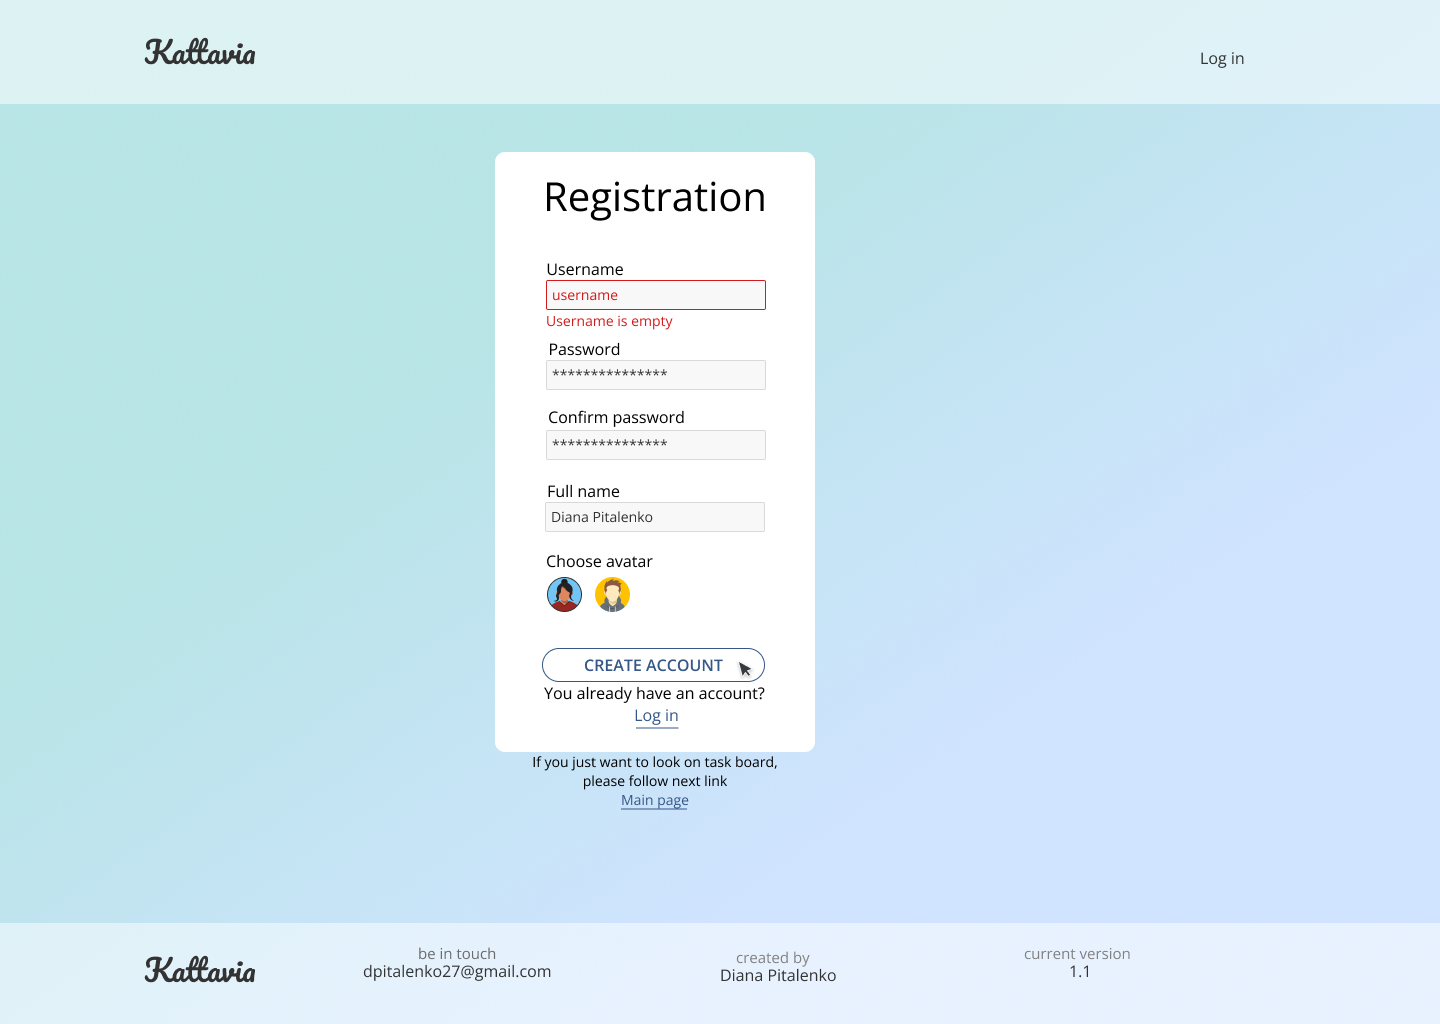 Kattavia
Log in
Registration
Username
username
Username is empty
Password
***************
Confirm password
***************
Full name
Diana Pitalenko
Choose avatar
CREATE ACCOUNT
You already have an account?
Log in
If you just want to look on task board,
please follow next link
Main page
Kattavia
be in touch
dpitalenko27@gmail.com
created by
Diana Pitalenko
current version
1.1